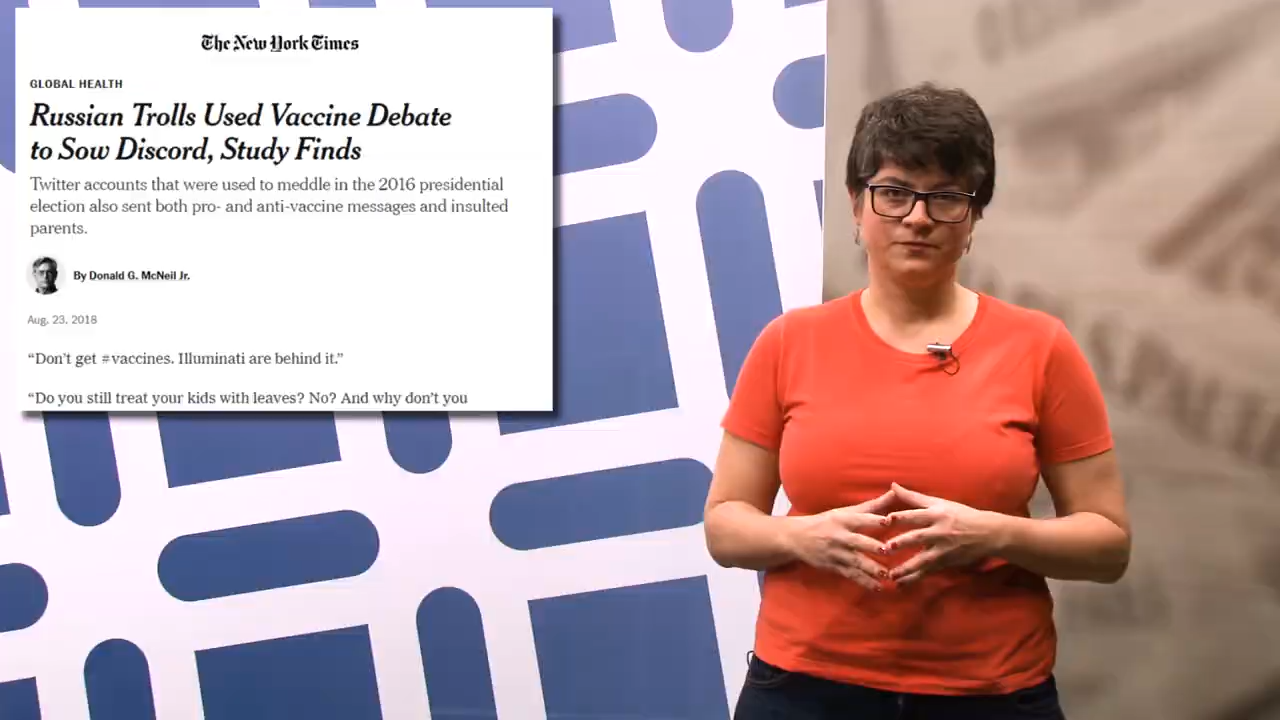 The New York Times
GLOBAL HEALTH
Russian Trolls Used Vaccine Debate
to Sow Discord, Study Finds
Twitter accounts that were used to meddle in the 2016 presidential
election also sent both pro- and anti-vaccine messages and insulted
parents.
By Donald G. McNeil Jr.
Aug. 23, 2018
“Don’t get #vaccines. Illuminati are behind it.”
“Do you still treat your kids with leaves? No? And why don’t you